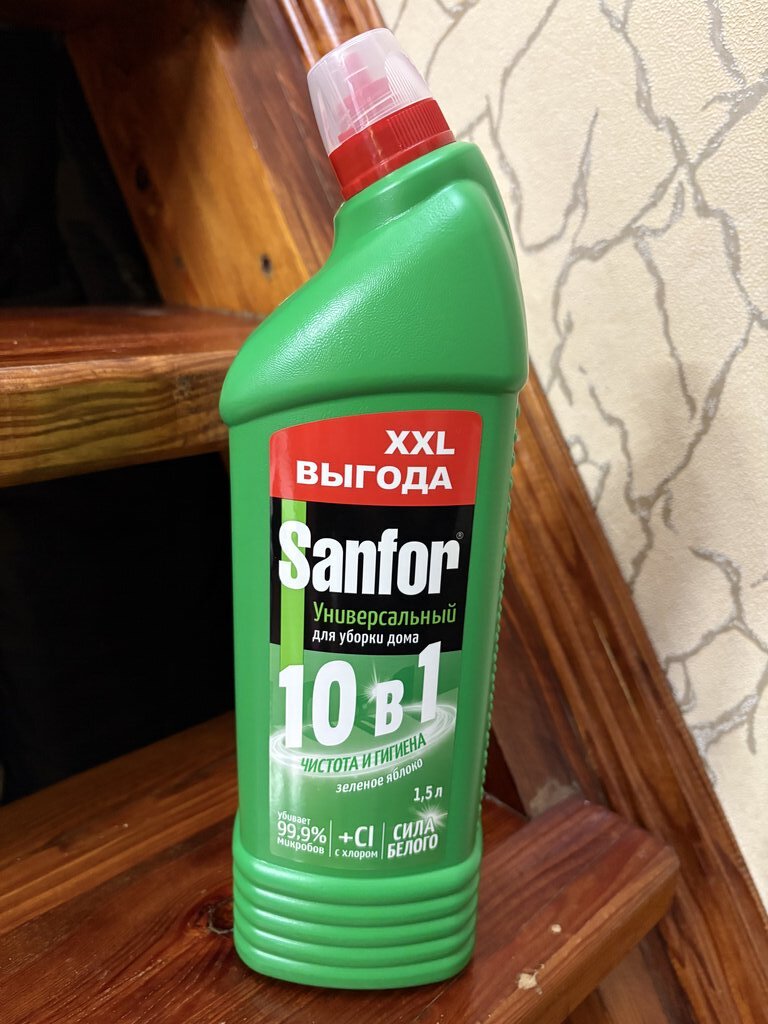 XXL
ВЫГОДА
Sanfor®
Универсальный
для уборки дома
10 в 1
ЧИСТОТА И ГИГИЕНА
зеленое яблоко
1,5 л
убивает
99,9%
микробов
+Cl
с хлором
СИЛА
БЕЛОГО